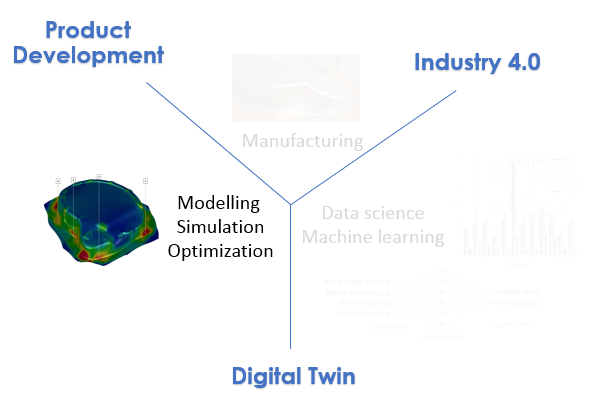 Product
Development
Industry 4.0
Manufacturing
Modelling
Simulation
Optimization
Data science
Machine learning
Digital Twin